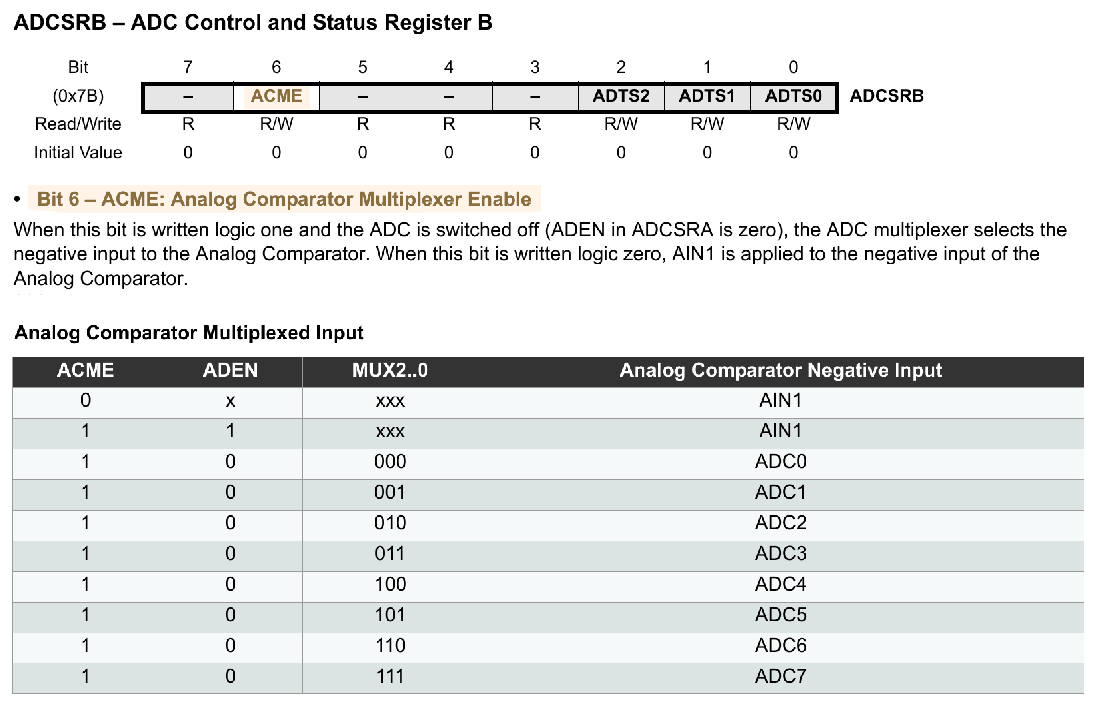 ADCSRB – ADC Control and Status Register B
Bit 7 6 5 4 3 2 1 0
(0x7B) – ACME – – – ADTS2 ADTS1 ADTS0 ADCSRB
Read/Write R R/W R R R R/W R/W R/W
Initial Value 0 0 0 0 0 0 0 0
• Bit 6 – ACME: Analog Comparator Multiplexer Enable
When this bit is written logic one and the ADC is switched off (ADEN in ADCSRA is zero), the ADC multiplexer selects the
negative input to the Analog Comparator. When this bit is written logic zero, AIN1 is applied to the negative input of the
Analog Comparator.
Analog Comparator Multiplexed Input
ACME ADEN MUX2..0 Analog Comparator Negative Input
0 x xxx AIN1
1 1 xxx AIN1
1 0 000 ADC0
1 0 001 ADC1
1 0 010 ADC2
1 0 011 ADC3
1 0 100 ADC4
1 0 101 ADC5
1 0 110 ADC6
1 0 111 ADC7